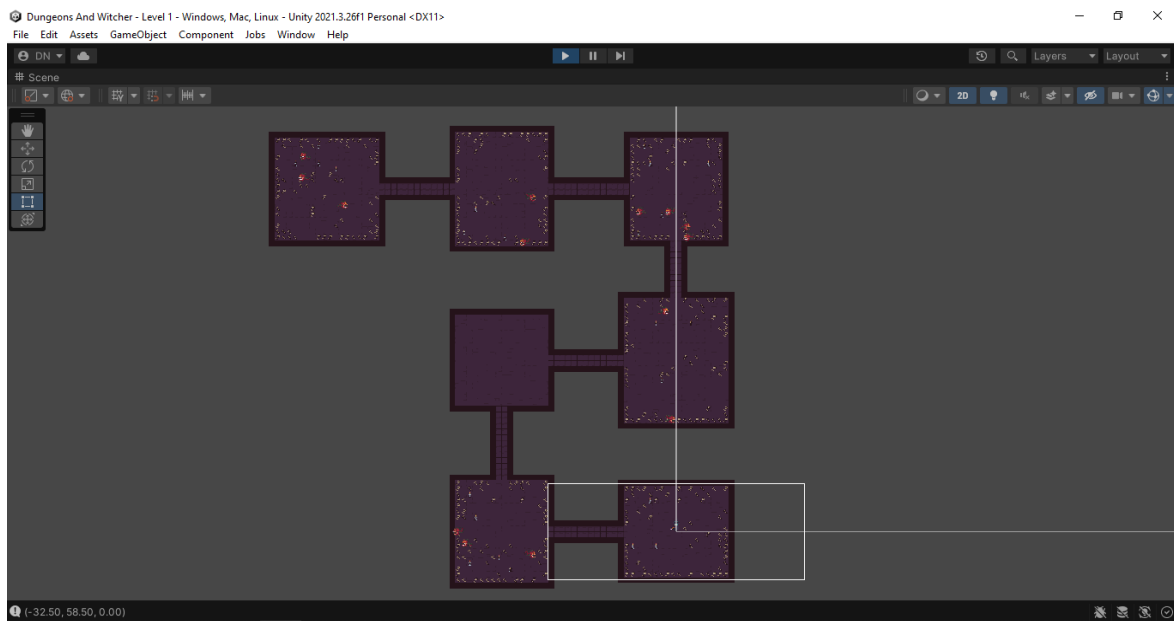 Dungeons And Witcher - Level 1 - Windows, Mac, Linux - Unity 2021.3.26f1 Personal <DX11>
File Edit Assets GameObject Component Jobs Window Help
DN Layers Layout
Scene
2D
(-32.50, 58.50, 0.00)